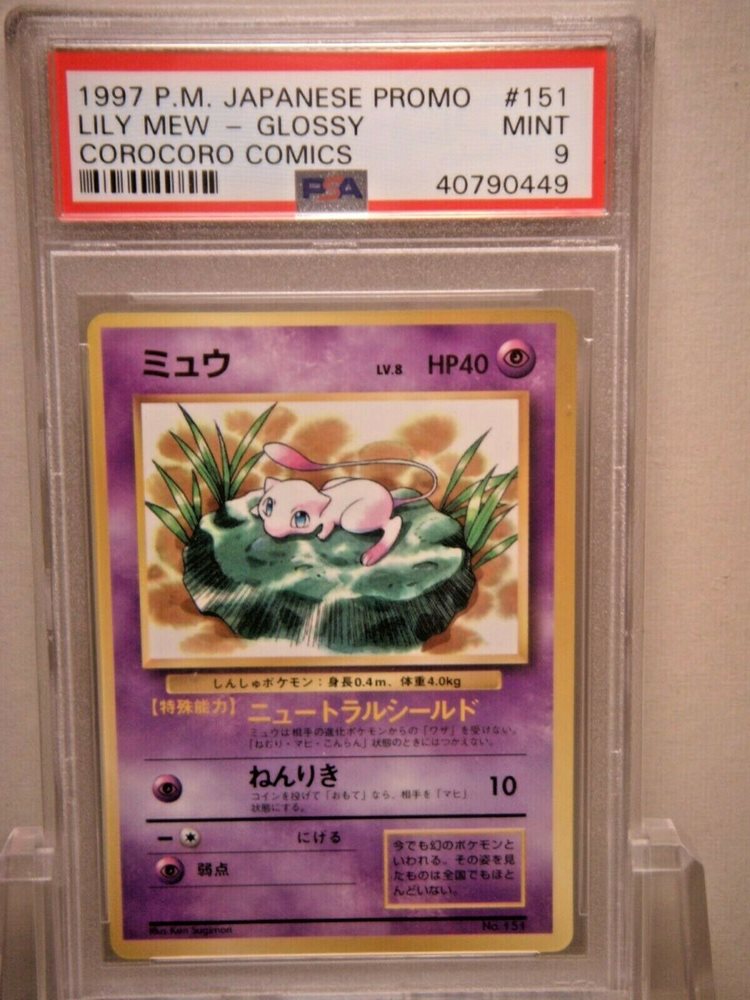 1997 P.M. JAPANESE PROMO #151
LILY MEW - GLOSSY MINT
COROCORO COMICS 9
PSA 40790449
ミュウ LV.8 HP40
しんしゅポケモン：身長0.4m、体重4.0kg
【特殊能力】ニュートラルシールド
ミュウは相手の進化ポケモンからの「ワザ」を受けない。
「ねむり・マヒ・こんらん」状態のときにはつかえない。
ねんりき 10
コインを投げて「おもて」なら、相手を「マヒ」
状態にする。
ー にげる
弱点
今でも幻のポケモンと
いわれる。その姿を見
たものは全国でもほと
んどいない。
Illus. Ken Sugimori No.151